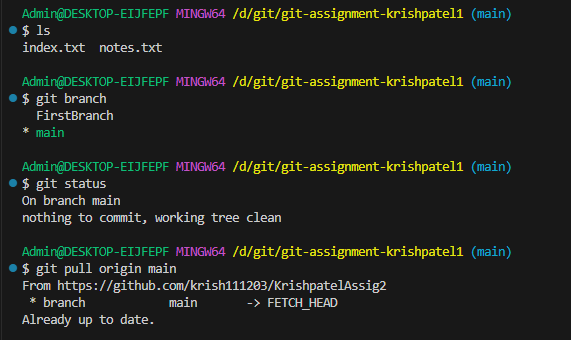 Admin@DESKTOP-EIJFEPF MINGW64 /d/git/git-assignment-krishpatel1 (main)
$ ls
index.txt  notes.txt
Admin@DESKTOP-EIJFEPF MINGW64 /d/git/git-assignment-krishpatel1 (main)
$ git branch
  FirstBranch
* main
Admin@DESKTOP-EIJFEPF MINGW64 /d/git/git-assignment-krishpatel1 (main)
$ git status
On branch main
nothing to commit, working tree clean
Admin@DESKTOP-EIJFEPF MINGW64 /d/git/git-assignment-krishpatel1 (main)
$ git pull origin main
From https://github.com/krish111203/KrishpatelAssig2
 * branch            main       -> FETCH_HEAD
Already up to date.